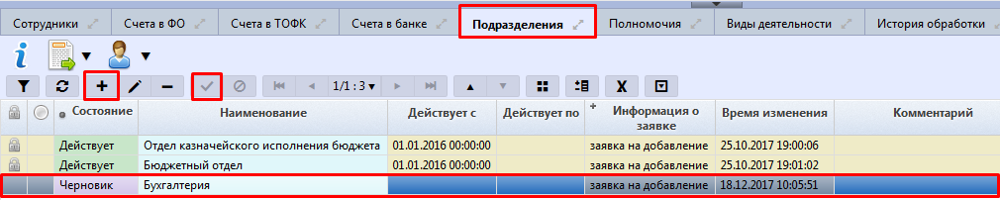 Сотрудники Счета в ФО Счета в ТОФК Счета в банке Подразделения Полномочия Виды деятельности История обработки
1/1 : 3
Состояние Наименование Действует с Действует по Информация о заявке Время изменения Комментарий
Действует Отдел казначейского исполнения бюджета 01.01.2016 00:00:00 заявка на добавление 25.10.2017 19:00:06
Действует Бюджетный отдел 01.01.2016 00:00:00 заявка на добавление 25.10.2017 19:01:02
Черновик Бухгалтерия заявка на добавление 18.12.2017 10:05:51